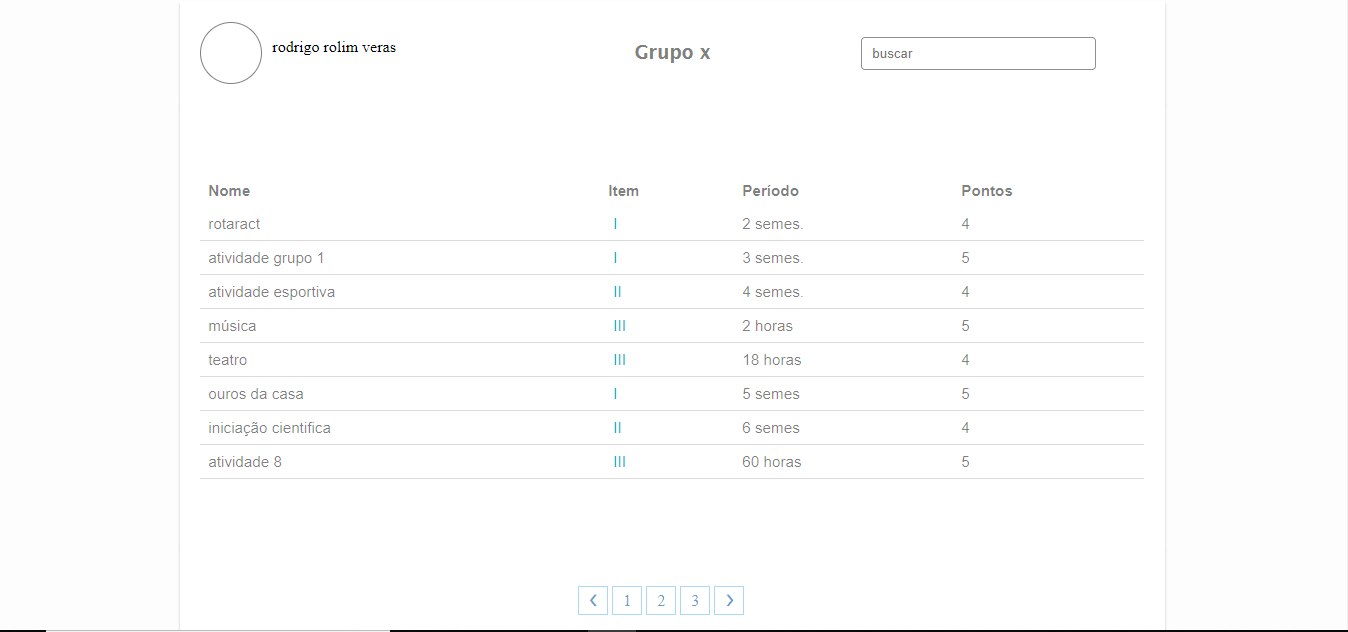 rodrigo rolim veras
Grupo x
buscar
Nome Item Período Pontos
rotaract I 2 semes. 4
atividade grupo 1 I 3 semes. 5
atividade esportiva II 4 semes. 4
música III 2 horas 5
teatro III 18 horas 4
ouros da casa I 5 semes 5
iniciação cientifica II 6 semes 4
atividade 8 III 60 horas 5
❮ 1 2 3 ❯